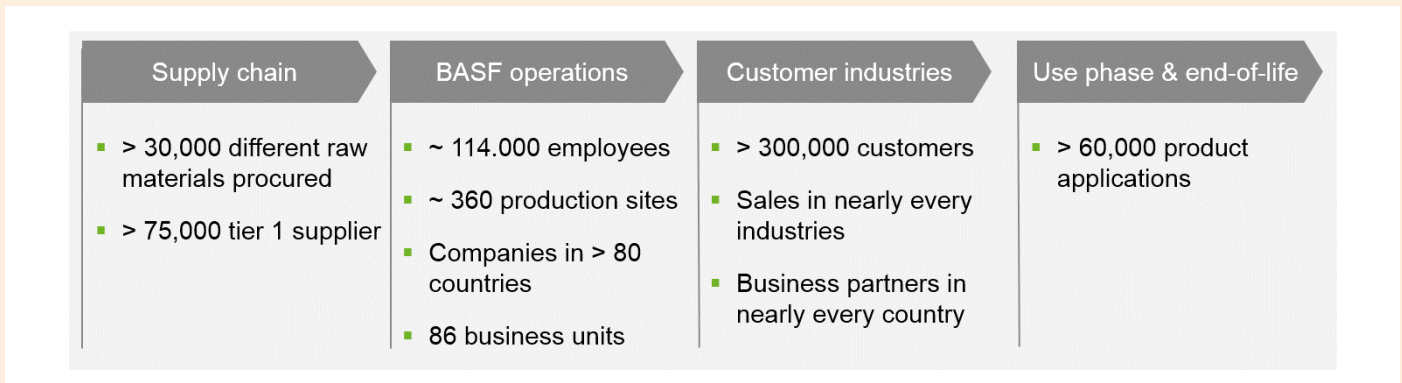 Supply chain
> 30,000 different raw
materials procured
> 75,000 tier 1 supplier
BASF operations
~ 114.000 employees
~ 360 production sites
Companies in > 80
countries
86 business units
Customer industries
> 300,000 customers
Sales in nearly every
industries
Business partners in
nearly every country
Use phase & end-of-life
> 60,000 product
applications